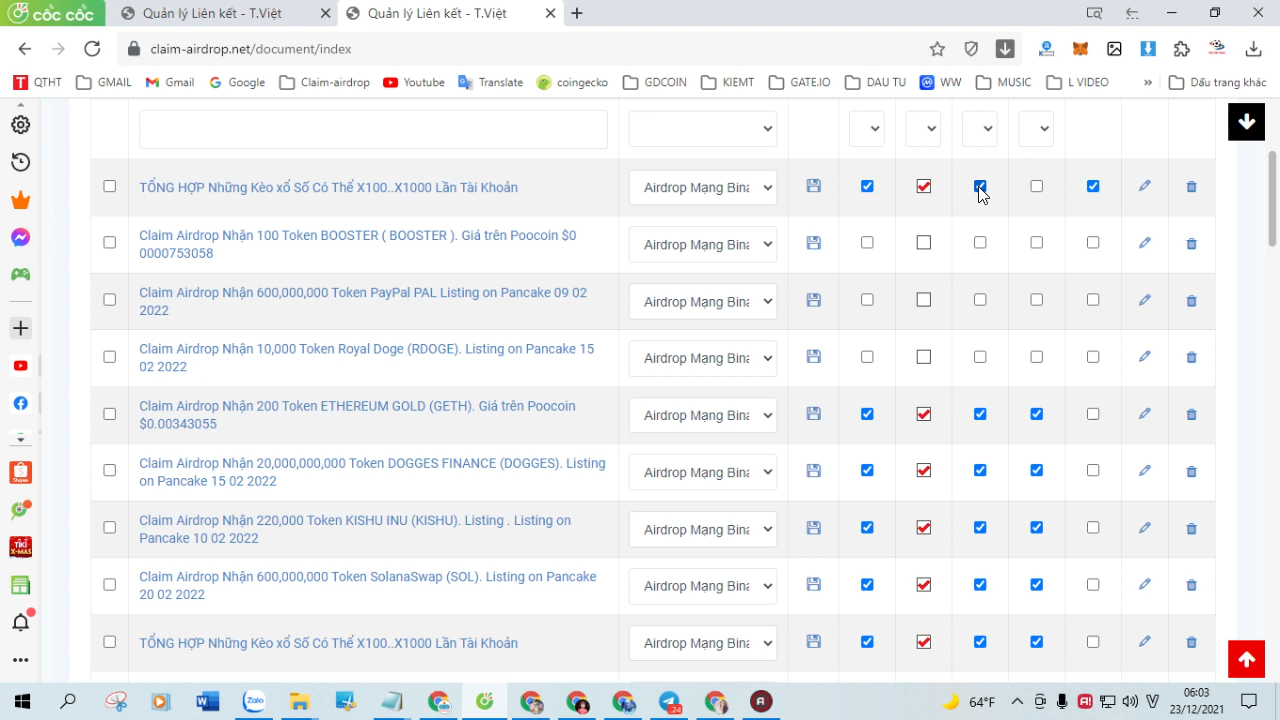 cốc cốc
Quản lý kết - T.Việt
Quản lý kết - T.Việt
claim-airdrop.net/document/index
QTHT
GMAIL
Gmail
Google
Claim-airdrop
Youtube
Translate
coingecko
GDCOIN
KIEMT
GATE.IO
DAU TU
WW
MUSIC
L VIDEO
»
Dấu trang khác
TỔNG HỢP Những Kèo xổ Số Có Thể X100..X1000 Lần Tài Khoản
Airdrop Mạng Bina
Claim Airdrop Nhận 100 Token BOOSTER ( BOOSTER ). Giá trên Poocoin $0
0000753058
Airdrop Mạng Bina
Claim Airdrop Nhận 600,000,000 Token PayPal PAL Listing on Pancake 09 02
2022
Airdrop Mạng Bina
Claim Airdrop Nhận 10,000 Token Royal Doge (RDOGE). Listing on Pancake 15
02 2022
Airdrop Mạng Bina
Claim Airdrop Nhận 200 Token ETHEREUM GOLD (GETH). Giá trên Poocoin
$0.00343055
Airdrop Mạng Bina
Claim Airdrop Nhận 20,000,000,000 Token DOGGES FINANCE (DOGGES). Listing
on Pancake 15 02 2022
Airdrop Mạng Bina
Claim Airdrop Nhận 220,000 Token KISHU INU (KISHU). Listing . Listing on
Pancake 10 02 2022
Airdrop Mạng Bina
Claim Airdrop Nhận 600,000,000 Token SolanaSwap (SOL). Listing on Pancake
20 02 2022
Airdrop Mạng Bina
TỔNG HỢP Những Kèo xổ Số Có Thể X100..X1000 Lần Tài Khoản
Airdrop Mạng Bina
Shopee
TIKI
X-MAS
Zalo
24
64°F
06:03
23/12/2021